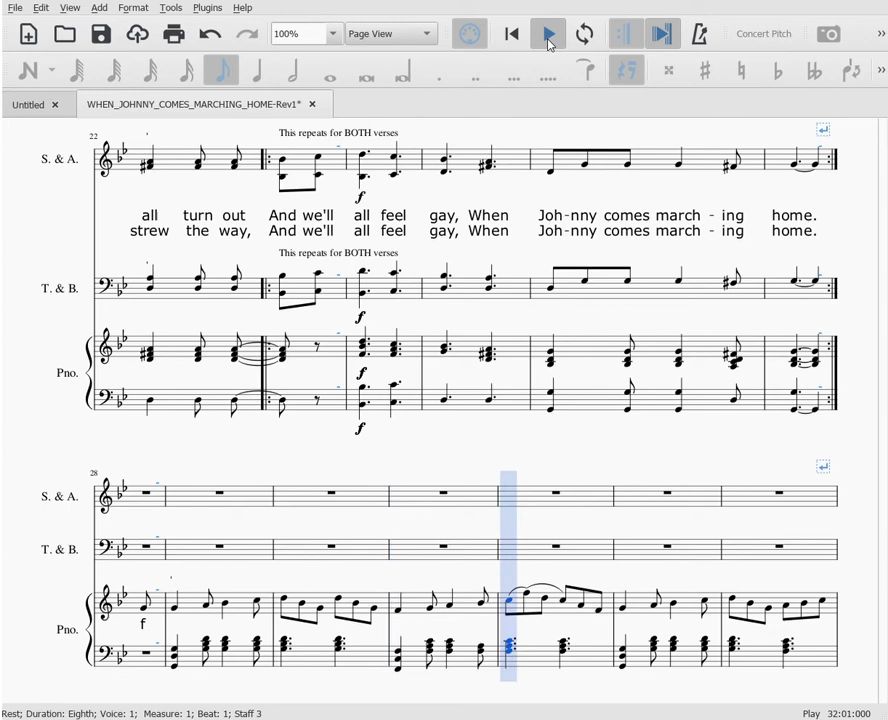 File Edit View Add Format Tools Plugins Help
100% Page View Concert Pitch »
»
Untitled × WHEN_JOHNNY_COMES_MARCHING_HOME-Rev1* ×
22
This repeats for BOTH verses
S. & A.
f
all turn out And we'll all feel gay, When Joh-nny comes march - ing home.
strew the way, And we'll all feel gay, When Joh-nny comes march - ing home.
This repeats for BOTH verses
T. & B.
f
Pno.
f
f
28
S. & A.
T. & B.
Pno.
f
Rest; Duration: Eighth; Voice: 1; Measure: 1; Beat: 1; Staff 3 Play 32:01:000